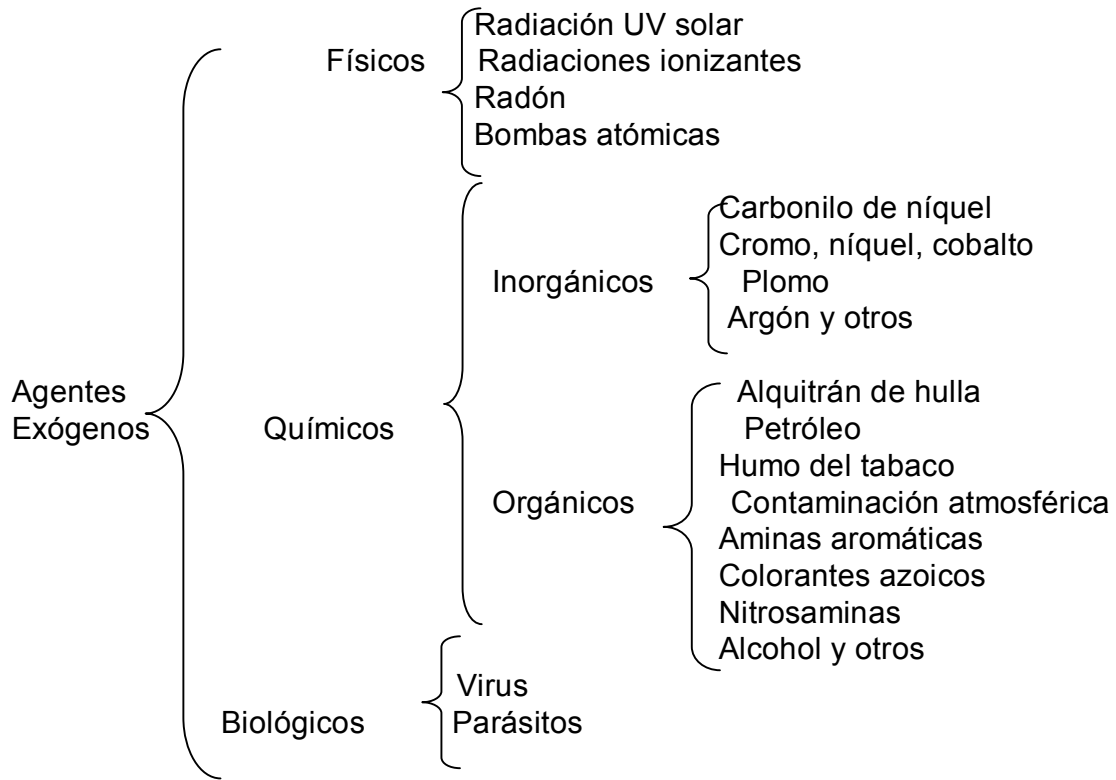 Radiación UV solar
Físicos Radiaciones ionizantes
Radón
Bombas atómicas
Carbonilo de níquel
Cromo, níquel, cobalto
Inorgánicos Plomo
Argón y otros
Agentes
Exógenos
Químicos
Alquitrán de hulla
Petróleo
Humo del tabaco
Orgánicos Contaminación atmosférica
Aminas aromáticas
Colorantes azoicos
Nitrosaminas
Alcohol y otros
Virus
Biológicos Parásitos